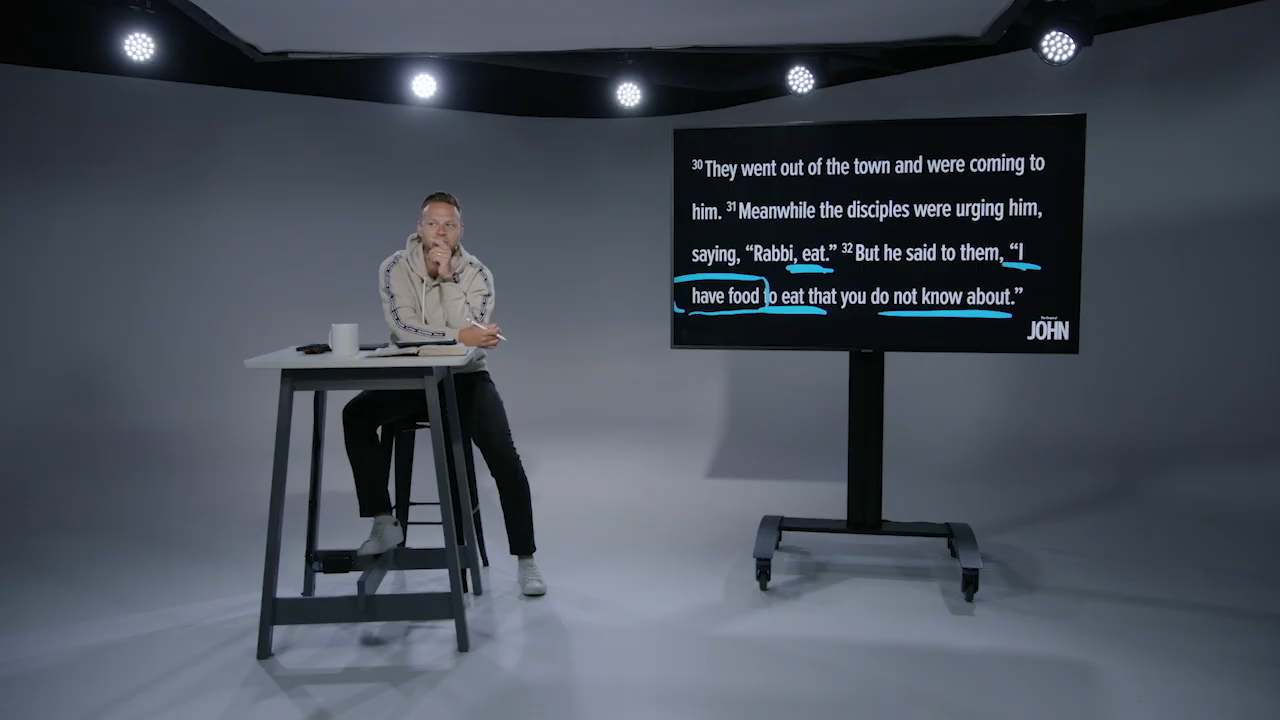 ³⁰ They went out of the town and were coming to
him. ³¹ Meanwhile the disciples were urging him,
saying, “Rabbi, eat.” ³² But he said to them, “I
have food to eat that you do not know about.”
JOHN